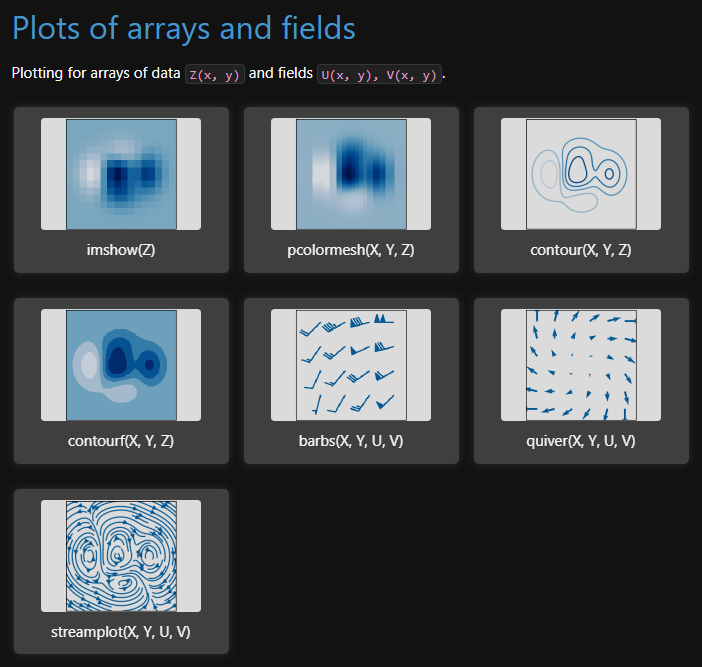 Plots of arrays and fields
Plotting for arrays of data Z(x, y) and fields U(x, y), V(x, y).
imshow(Z)
pcolormesh(X, Y, Z)
contour(X, Y, Z)
contourf(X, Y, Z)
barbs(X, Y, U, V)
quiver(X, Y, U, V)
streamplot(X, Y, U, V)